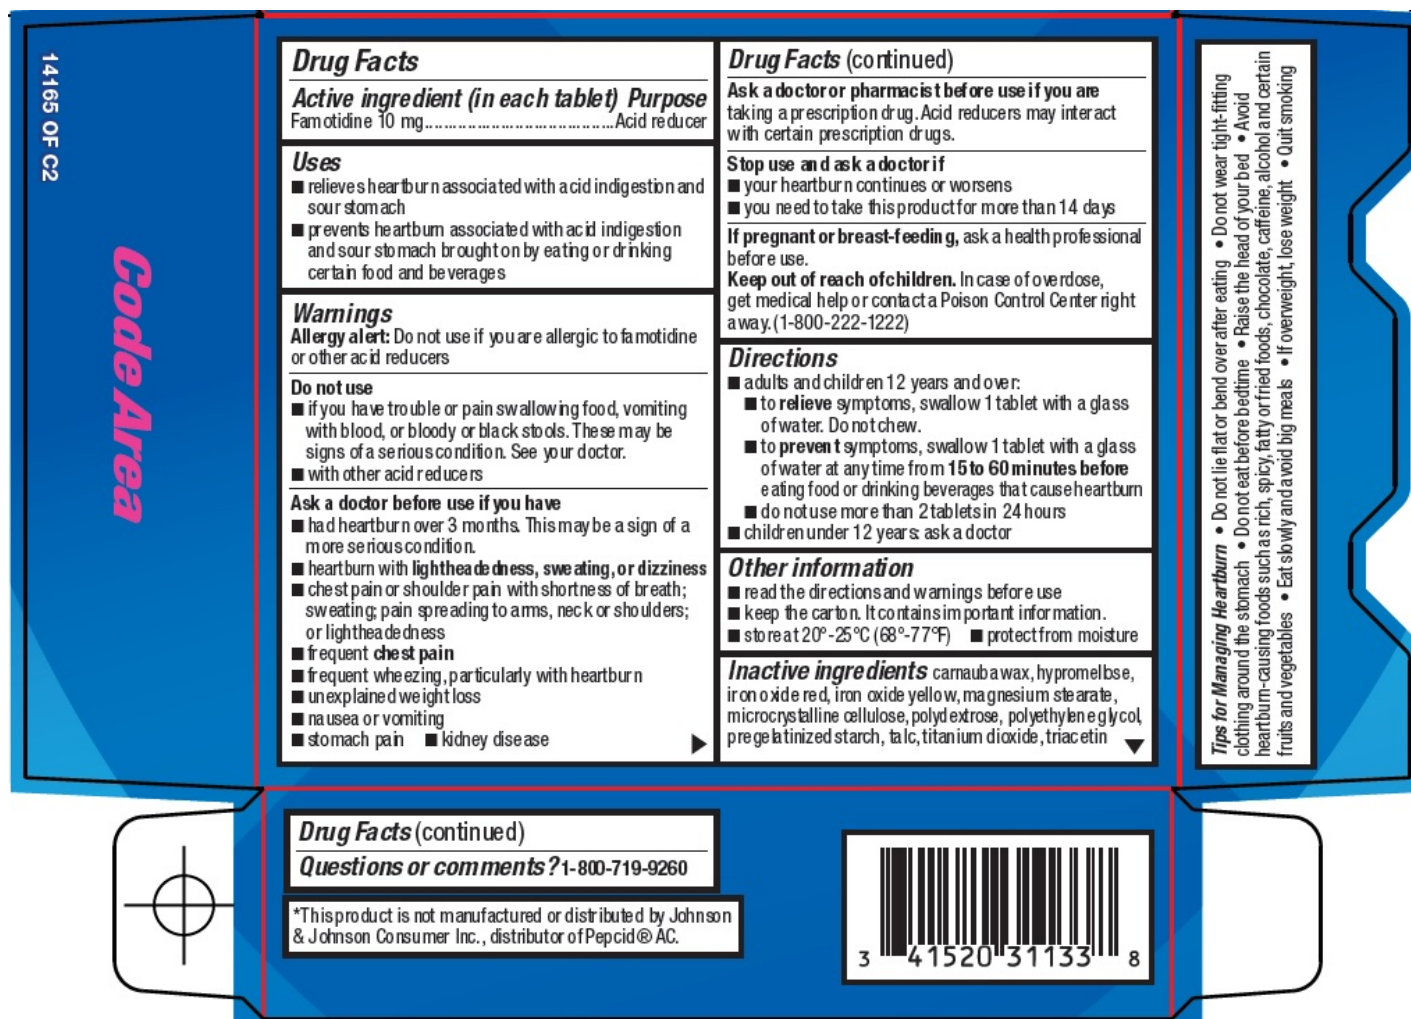 14165 OF C2
Code Area
Drug Facts
Active ingredient (in each tablet) Purpose
Famotidine 10 mg........................................Acid reducer
Uses
■ relieves heartburn associated with acid indigestion and
sour stomach
■ prevents heartburn associated with acid indigestion
and sour stomach brought on by eating or drinking
certain food and beverages
Warnings
Allergy alert: Do not use if you are allergic to famotidine
or other acid reducers
Do not use
■ if you have trouble or pain swallowing food, vomiting
with blood, or bloody or black stools. These may be
signs of a serious condition. See your doctor.
■ with other acid reducers
Ask a doctor before use if you have
■ had heartburn over 3 months. This may be a sign of a
more serious condition.
■ heartburn with lightheadedness, sweating, or dizziness
■ chest pain or shoulder pain with shortness of breath;
sweating; pain spreading to arms, neck or shoulders;
or lightheadedness
■ frequent chest pain
■ frequent wheezing, particularly with heartburn
■ unexplained weight loss
■ nausea or vomiting
■ stomach pain ■ kidney disease
Drug Facts (continued)
Ask a doctor or pharmacist before use if you are
taking a prescription drug. Acid reducers may interact
with certain prescription drugs.
Stop use and ask a doctor if
■ your heartburn continues or worsens
■ you need to take this product for more than 14 days
If pregnant or breast-feeding, ask a health professional
before use.
Keep out of reach of children. In case of overdose,
get medical help or contact a Poison Control Center right
away. (1-800-222-1222)
Directions
■ adults and children 12 years and over:
■ to relieve symptoms, swallow 1 tablet with a glass
of water. Do not chew.
■ to prevent symptoms, swallow 1 tablet with a glass
of water at any time from 15 to 60 minutes before
eating food or drinking beverages that cause heartburn
■ do not use more than 2 tablets in 24 hours
■ children under 12 years: ask a doctor
Other information
■ read the directions and warnings before use
■ keep the carton. It contains important information.
■ store at 20°-25°C (68°-77°F) ■ protect from moisture
Inactive ingredients carnauba wax, hypromellose,
iron oxide red, iron oxide yellow, magnesium stearate,
microcrystalline cellulose, polydextrose, polyethylene glycol,
pregelatinized starch, talc, titanium dioxide, triacetin
Tips for Managing Heartburn • Do not lie flat or bend over after eating • Do not wear tight-fitting
clothing around the stomach • Do not eat before bedtime • Raise the head of your bed • Avoid
heartburn-causing foods such as rich, spicy, fatty or fried foods, chocolate, caffeine, alcohol and certain
fruits and vegetables • Eat slowly and avoid big meals • If overweight, lose weight • Quit smoking
Drug Facts (continued)
Questions or comments? 1-800-719-9260
*This product is not manufactured or distributed by Johnson
& Johnson Consumer Inc., distributor of Pepcid® AC.
3 41520 31133 8